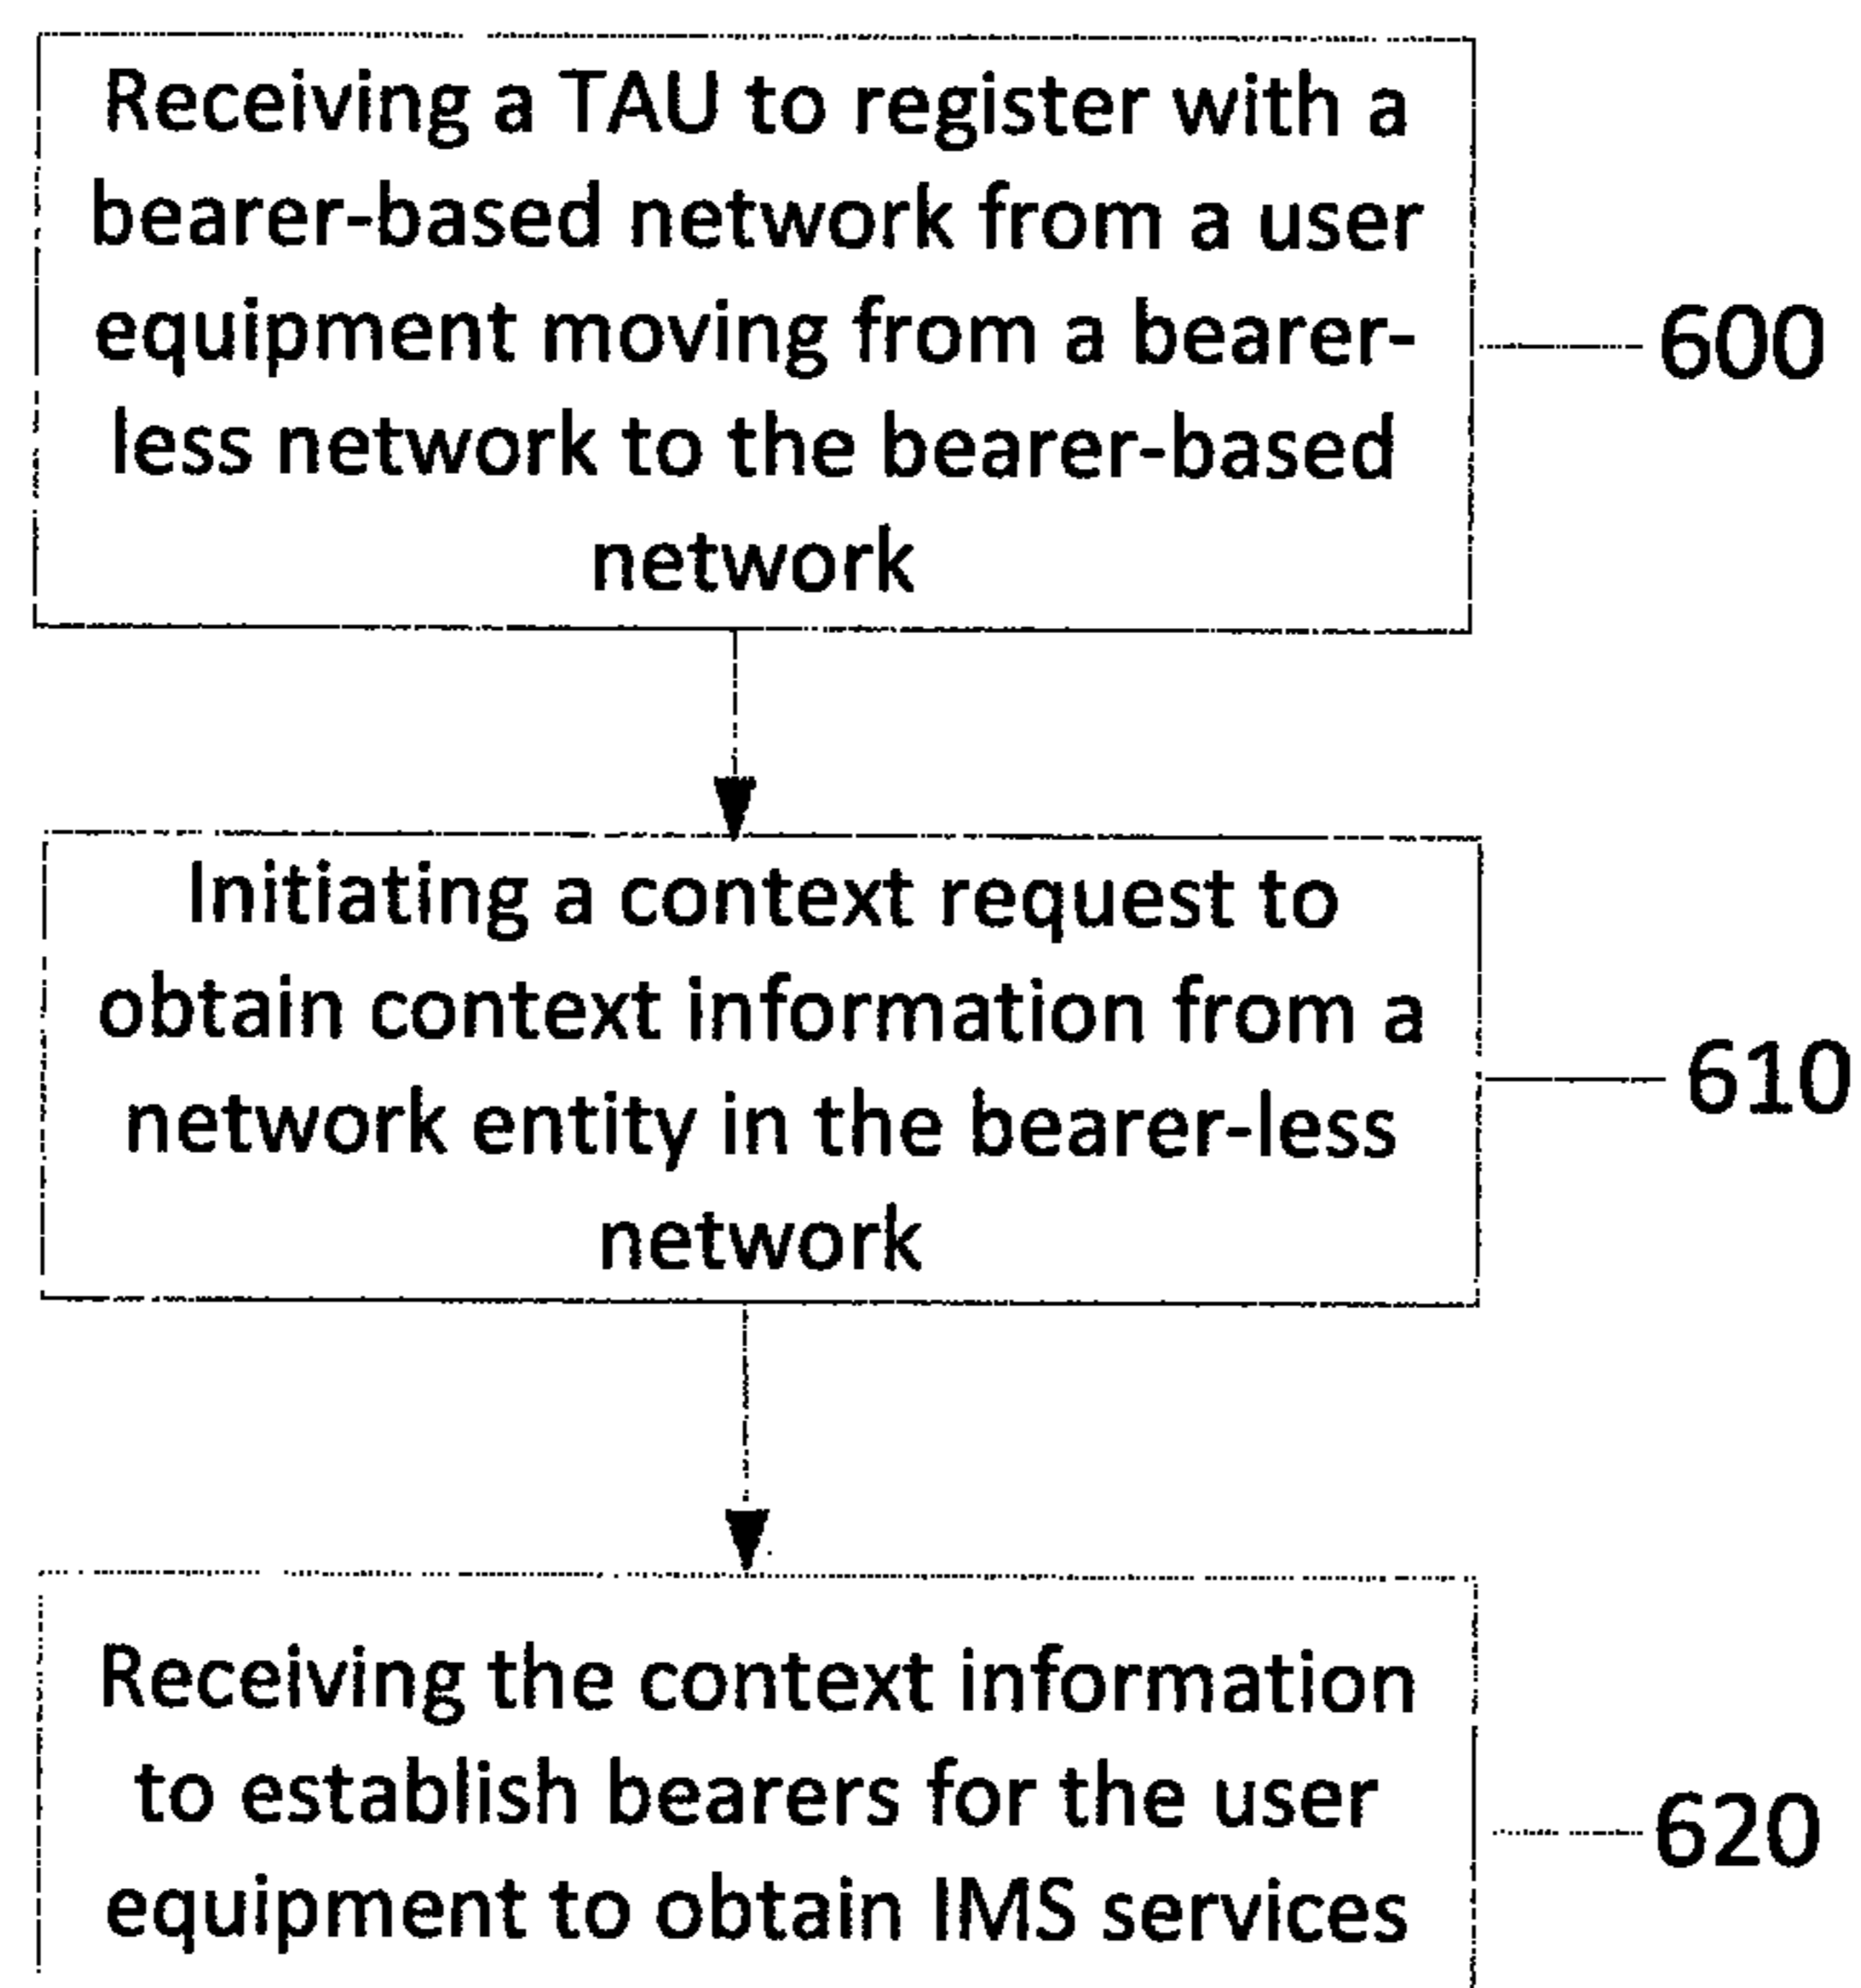 Receiving a TAU to register with a
bearer-based network from a user
equipment moving from a bearer-
less network to the bearer-based
network
600
Initiating a context request to
obtain context information from a
network entity in the bearer-less
network
610
Receiving the context information
to establish bearers for the user
equipment to obtain IMS services
620